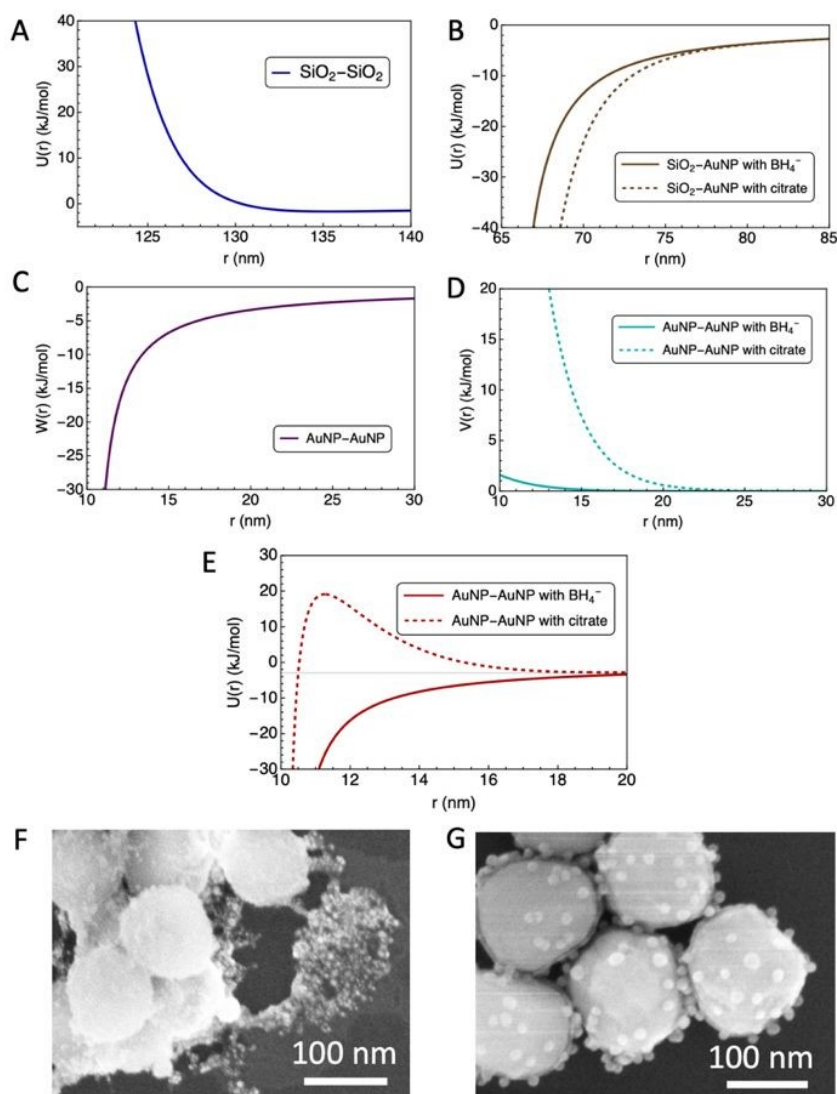 A
U(r) (kJ/mol)
40
30
20
10
0
SiO₂–SiO₂
125 130 135 140
r (nm)
B
U(r) (kJ/mol)
0
−10
−20
−30
−40
SiO₂–AuNP with BH₄⁻
SiO₂–AuNP with citrate
65 70 75 80 85
r (nm)
C
W(r) (kJ/mol)
0
−5
−10
−15
−20
−25
−30
AuNP–AuNP
10 15 20 25 30
r (nm)
D
V(r) (kJ/mol)
20
15
10
5
0
AuNP–AuNP with BH₄⁻
AuNP–AuNP with citrate
10 15 20 25 30
r (nm)
E
U(r) (kJ/mol)
30
20
10
0
−10
−20
−30
AuNP–AuNP with BH₄⁻
AuNP–AuNP with citrate
10 12 14 16 18 20
r (nm)
F
100 nm
G
100 nm